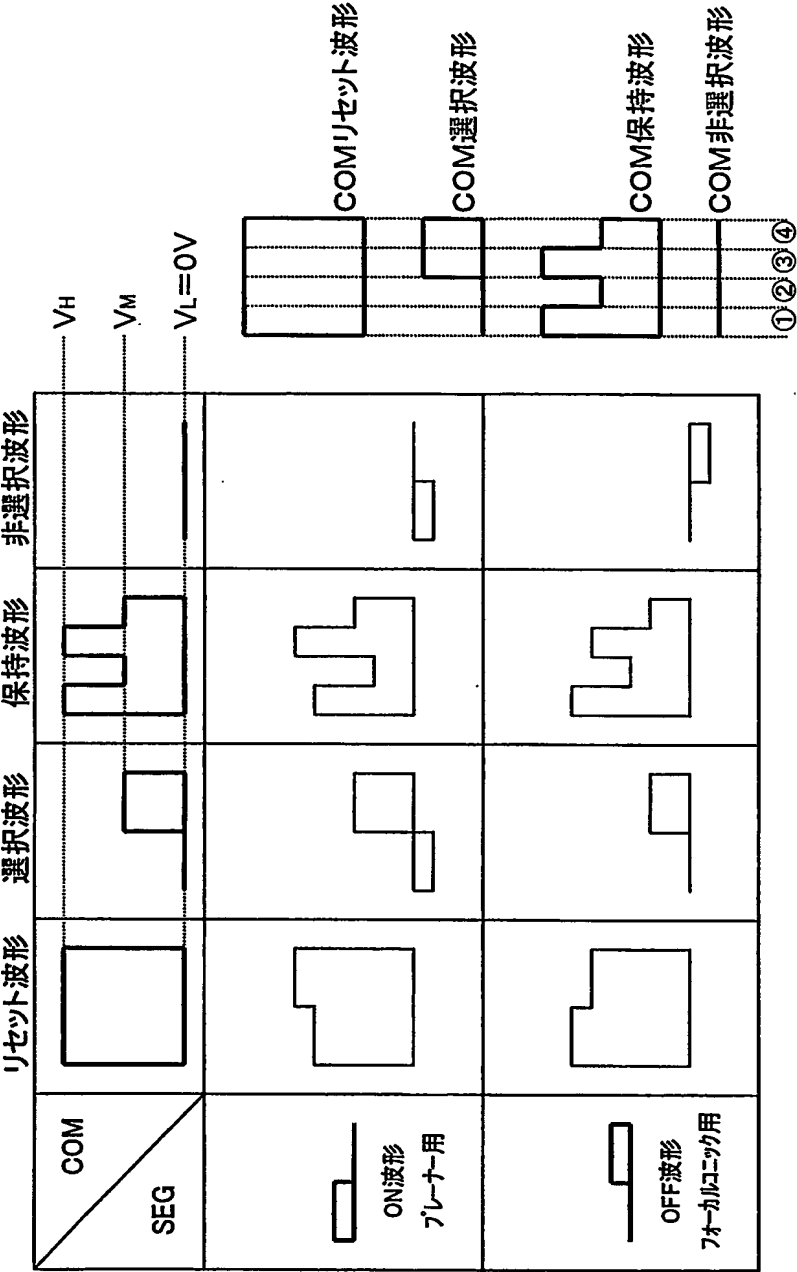 リセット波形
選択波形
保持波形
非選択波形
COM
SEG
VH
VM
VL=0V
ON波形
プレーナー用
OFF波形
フォーカルコニック用
COMリセット波形
COM選択波形
COM保持波形
COM非選択波形
①②③④